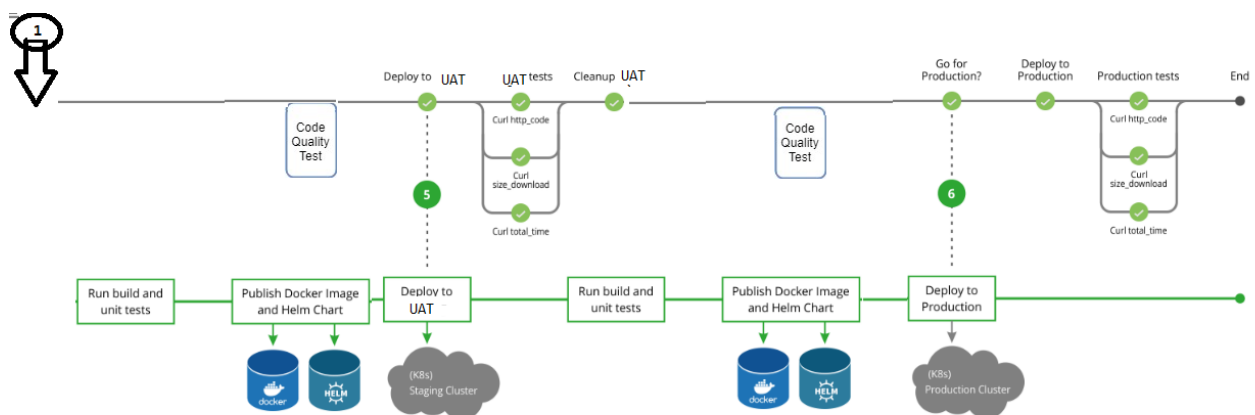 1
Deploy to UAT
UAT tests
Cleanup UAT
Go for
Production?
Deploy to
Production
Production tests
End
Code
Quality
Test
Curl http_code
Curl
size_download
Curl total_time
5
Code
Quality
Test
Curl http_code
Curl
size_download
Curl total_time
6
Run build and
unit tests
Publish Docker Image
and Helm Chart
Deploy to
UAT
Run build and
unit tests
Publish Docker Image
and Helm Chart
Deploy to
Production
docker
HELM
(K8s)
Staging Cluster
docker
HELM
(K8s)
Production Cluster